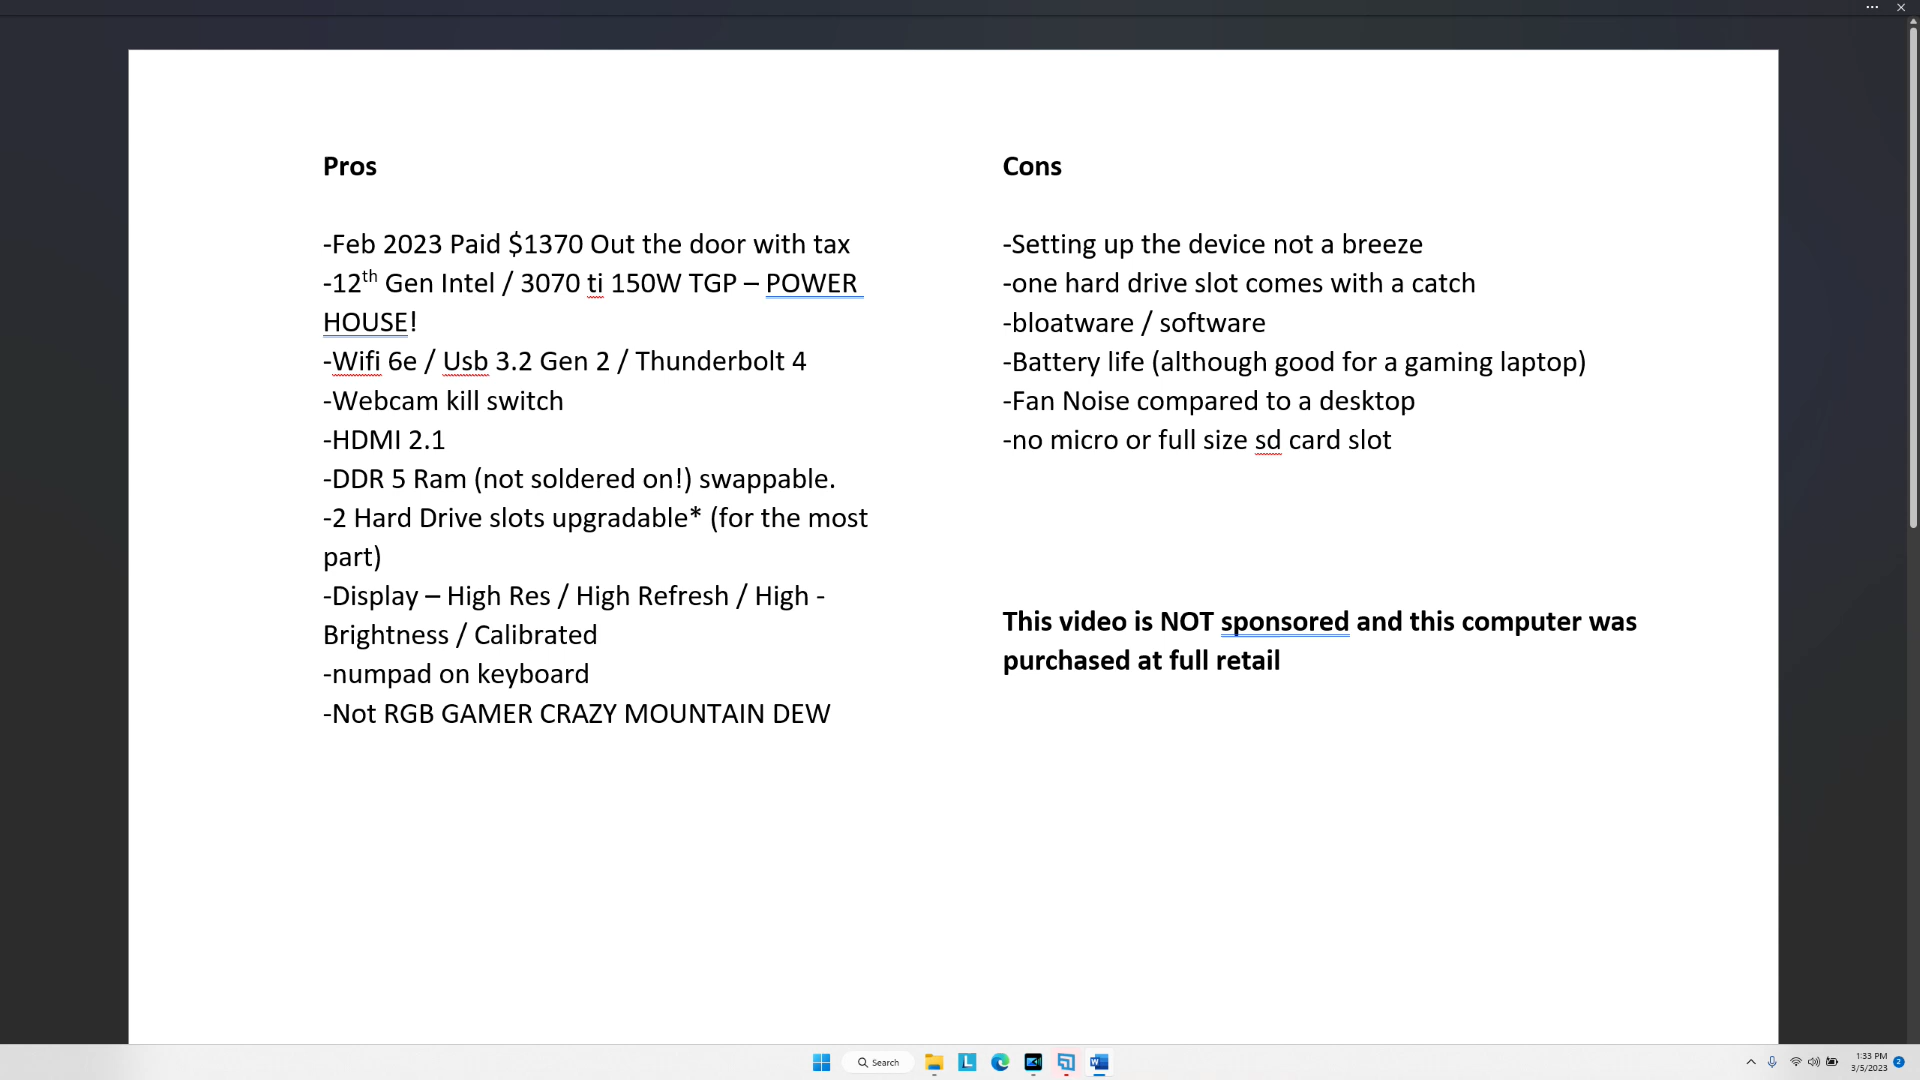 Pros
-Feb 2023 Paid $1370 Out the door with tax
-12th Gen Intel / 3070 ti 150W TGP – POWER
HOUSE!
-Wifi 6e / Usb 3.2 Gen 2 / Thunderbolt 4
-Webcam kill switch
-HDMI 2.1
-DDR 5 Ram (not soldered on!) swappable.
-2 Hard Drive slots upgradable* (for the most
part)
-Display – High Res / High Refresh / High -
Brightness / Calibrated
-numpad on keyboard
-Not RGB GAMER CRAZY MOUNTAIN DEW
Cons
-Setting up the device not a breeze
-one hard drive slot comes with a catch
-bloatware / software
-Battery life (although good for a gaming laptop)
-Fan Noise compared to a desktop
-no micro or full size sd card slot
This video is NOT sponsored and this computer was
purchased at full retail
Search
L
W
1:33 PM
3/5/2023
2